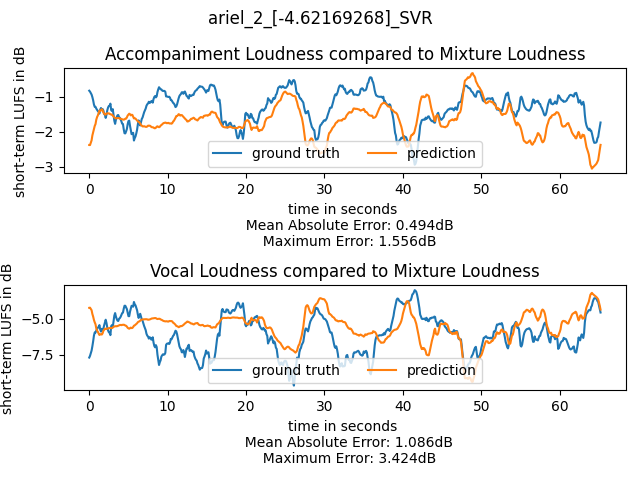 ariel_2_[-4.62169268]_SVR
Accompaniment Loudness compared to Mixture Loudness
short-term LUFS in dB
−1
−2
−3
ground truth
prediction
0 10 20 30 40 50 60
time in seconds
Mean Absolute Error: 0.494dB
Maximum Error: 1.556dB
Vocal Loudness compared to Mixture Loudness
short-term LUFS in dB
−5.0
−7.5
ground truth
prediction
0 10 20 30 40 50 60
time in seconds
Mean Absolute Error: 1.086dB
Maximum Error: 3.424dB